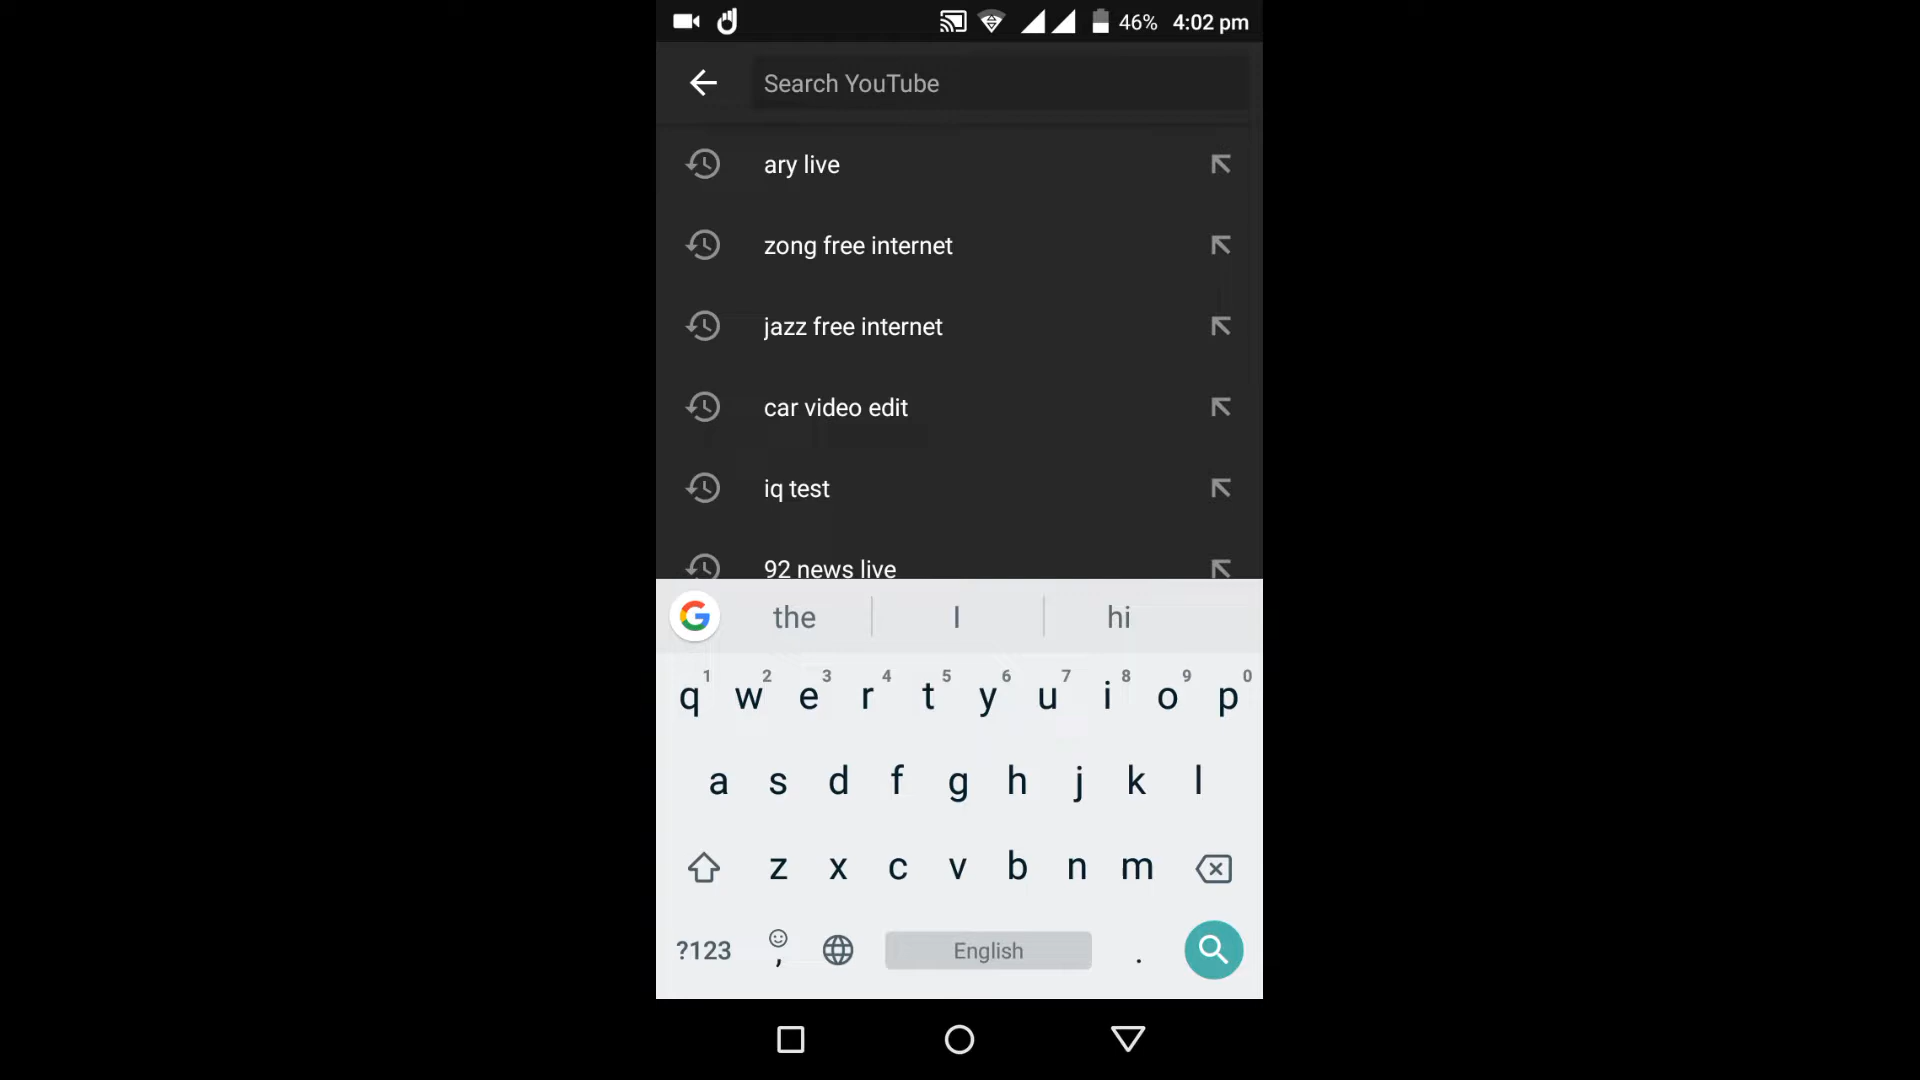 46% 4:02 pm
Search YouTube
ary live
zong free internet
jazz free internet
car video edit
iq test
92 news live
the I hi
1 2 3 4 5 6 7 8 9 0
q w e r t y u i o p
a s d f g h j k l
z x c v b n m
?123 , English .